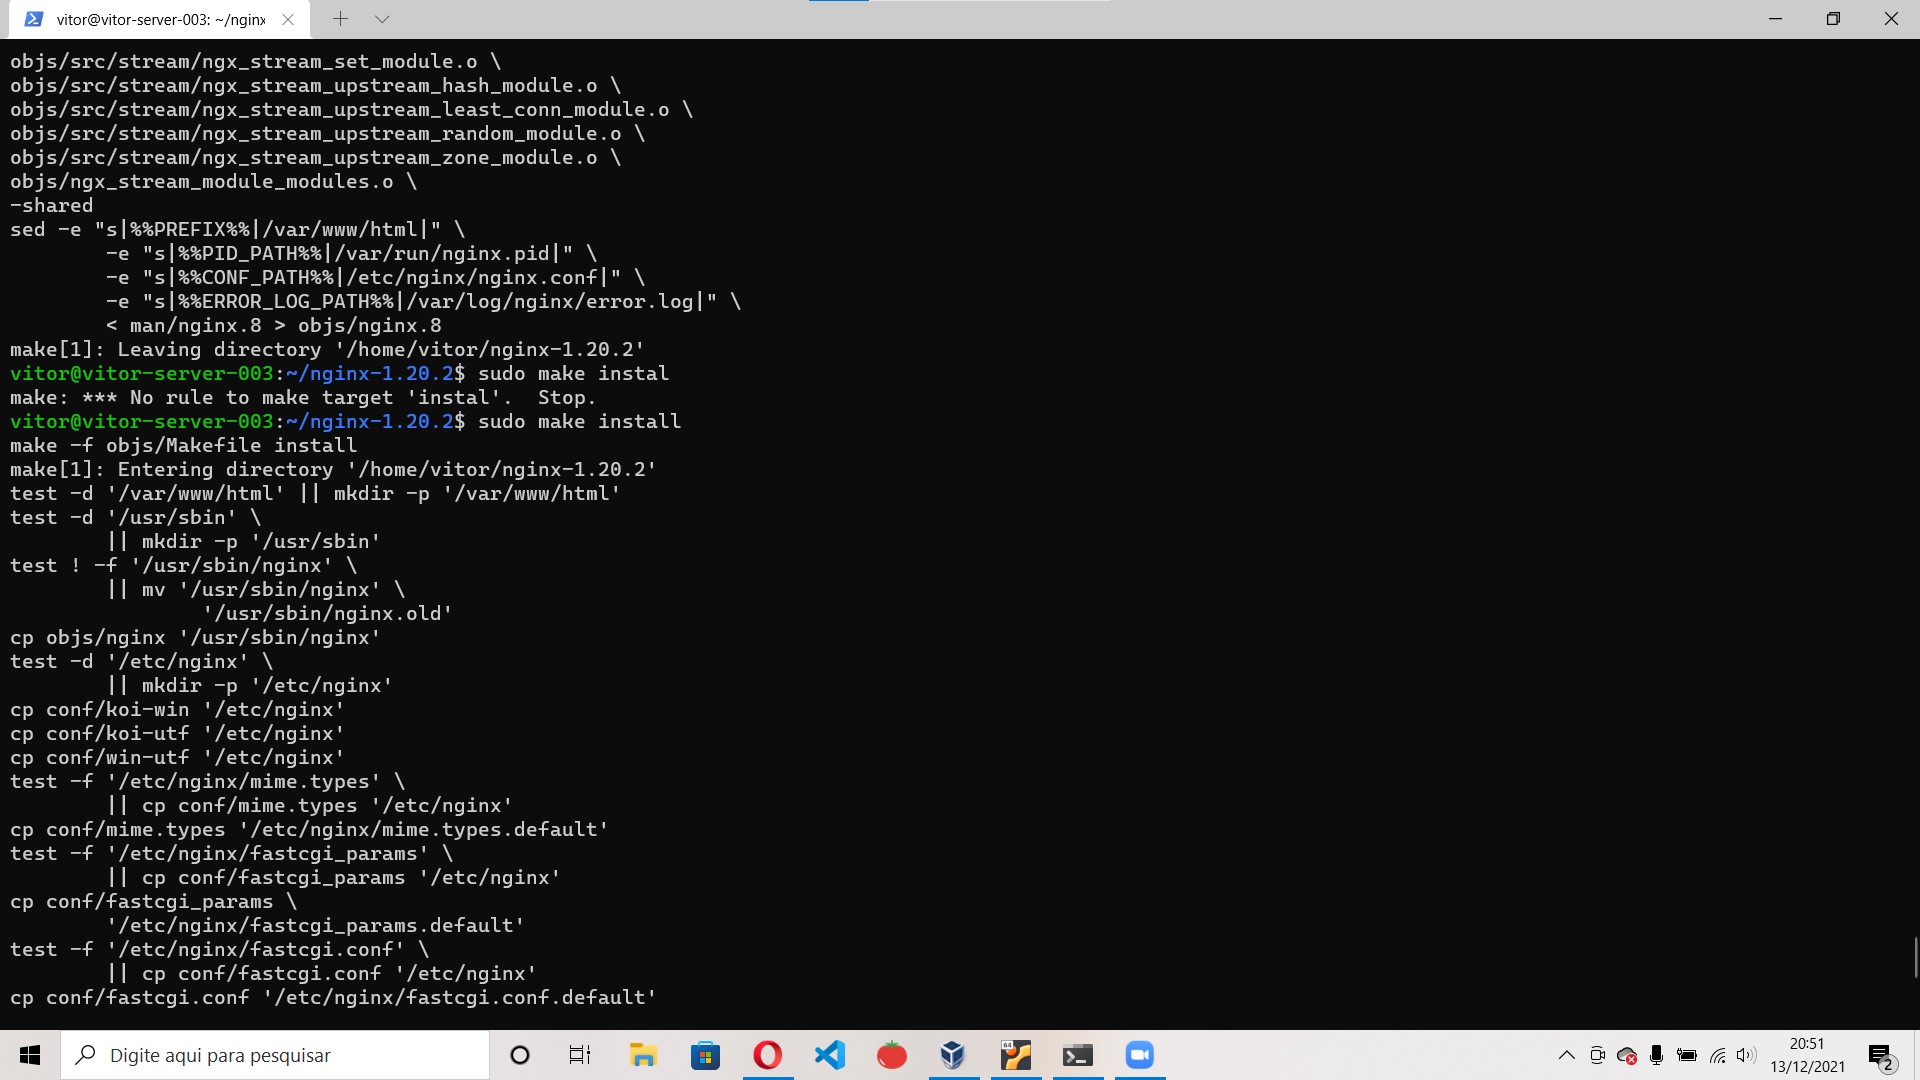 vitor@vitor-server-003: ~/nginx
objs/src/stream/ngx_stream_set_module.o \
objs/src/stream/ngx_stream_upstream_hash_module.o \
objs/src/stream/ngx_stream_upstream_least_conn_module.o \
objs/src/stream/ngx_stream_upstream_random_module.o \
objs/src/stream/ngx_stream_upstream_zone_module.o \
objs/ngx_stream_module_modules.o \
-shared
sed -e "s|%%PREFIX%%|/var/www/html|" \
        -e "s|%%PID_PATH%%|/var/run/nginx.pid|" \
        -e "s|%%CONF_PATH%%|/etc/nginx/nginx.conf|" \
        -e "s|%%ERROR_LOG_PATH%%|/var/log/nginx/error.log|" \
        < man/nginx.8 > objs/nginx.8
make[1]: Leaving directory '/home/vitor/nginx-1.20.2'
vitor@vitor-server-003:~/nginx-1.20.2$ sudo make instal
make: *** No rule to make target 'instal'.  Stop.
vitor@vitor-server-003:~/nginx-1.20.2$ sudo make install
make -f objs/Makefile install
make[1]: Entering directory '/home/vitor/nginx-1.20.2'
test -d '/var/www/html' || mkdir -p '/var/www/html'
test -d '/usr/sbin' \
        || mkdir -p '/usr/sbin'
test ! -f '/usr/sbin/nginx' \
        || mv '/usr/sbin/nginx' \
                '/usr/sbin/nginx.old'
cp objs/nginx '/usr/sbin/nginx'
test -d '/etc/nginx' \
        || mkdir -p '/etc/nginx'
cp conf/koi-win '/etc/nginx'
cp conf/koi-utf '/etc/nginx'
cp conf/win-utf '/etc/nginx'
test -f '/etc/nginx/mime.types' \
        || cp conf/mime.types '/etc/nginx'
cp conf/mime.types '/etc/nginx/mime.types.default'
test -f '/etc/nginx/fastcgi_params' \
        || cp conf/fastcgi_params '/etc/nginx'
cp conf/fastcgi_params \
        '/etc/nginx/fastcgi_params.default'
test -f '/etc/nginx/fastcgi.conf' \
        || cp conf/fastcgi.conf '/etc/nginx'
cp conf/fastcgi.conf '/etc/nginx/fastcgi.conf.default'
Digite aqui para pesquisar
64
20:51
13/12/2021
2